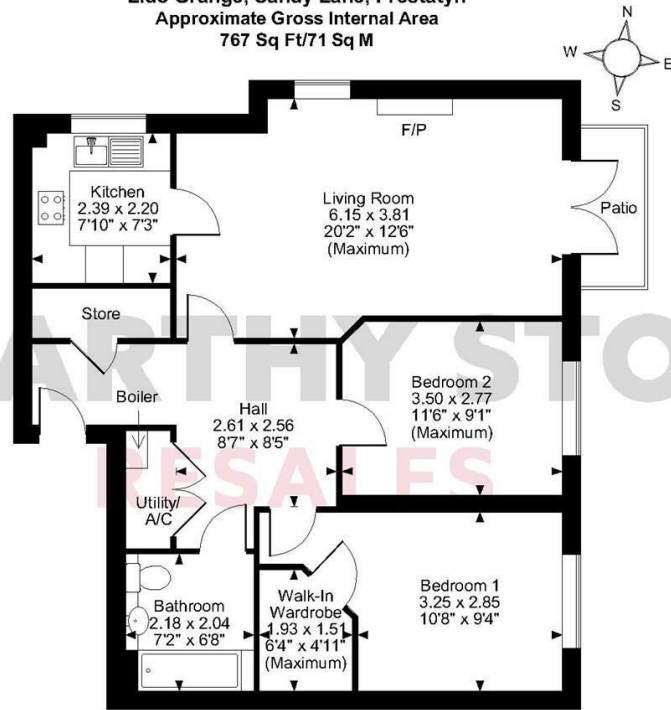 Approximate Gross Internal Area
767 Sq Ft/71 Sq M
N
W
E
S
F/P
Kitchen
2.39 x 2.20
7'10" x 7'3"
Living Room
6.15 x 3.81
20'2" x 12'6"
(Maximum)
Patio
Store
ARTHY STO
Boiler
Hall
2.61 x 2.56
8'7" x 8'5"
Bedroom 2
3.50 x 2.77
11'6" x 9'1"
(Maximum)
RESALES
Utility/
A/C
Bathroom
2.18 x 2.04
7'2" x 6'8"
Walk-In
Wardrobe
1.93 x 1.51
6'4" x 4'11"
(Maximum)
Bedroom 1
3.25 x 2.85
10'8" x 9'4"